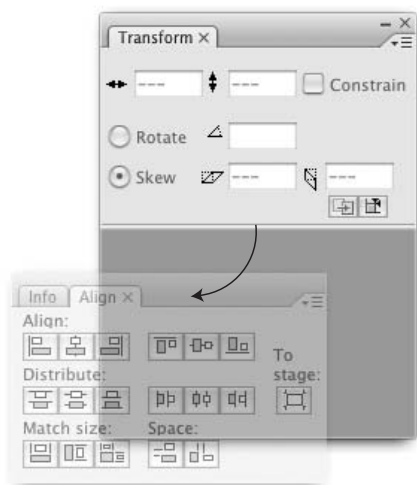 Transform ×
--- --- Constrain
Rotate
Skew --- ---
Info Align ×
Align:
To
stage:
Distribute:
Match size: Space: